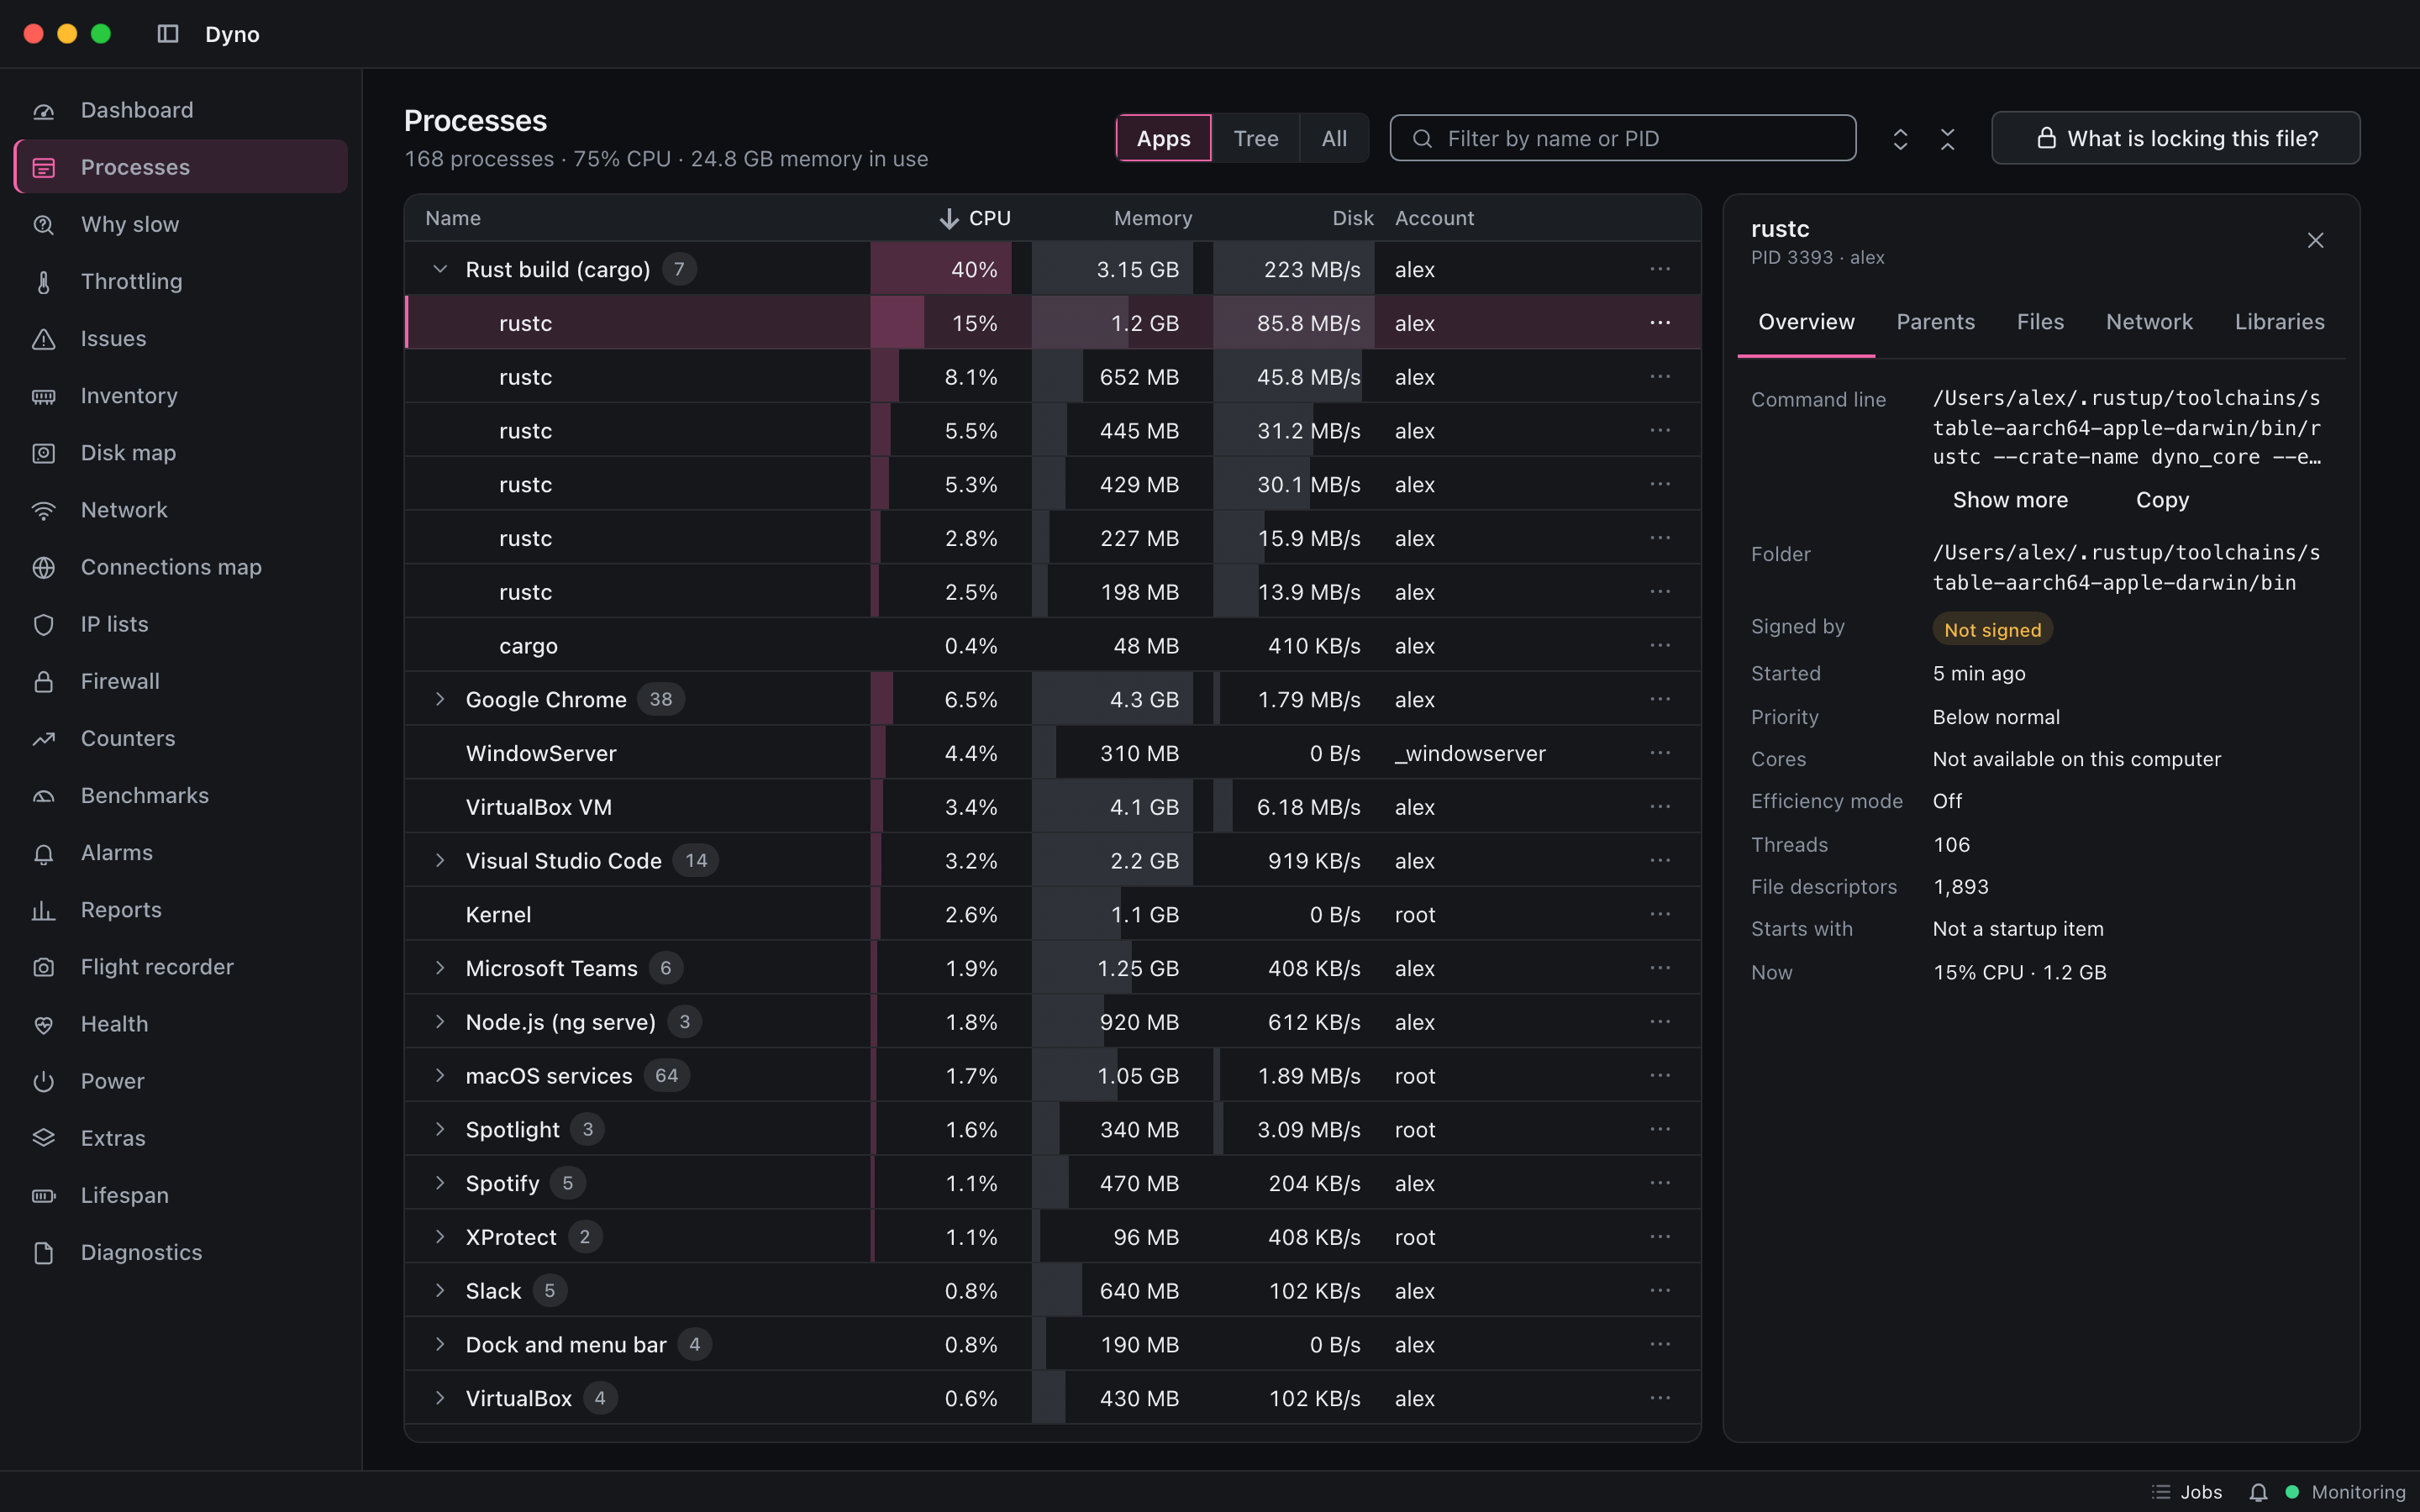 Dyno
Dashboard
Processes
Why slow
Throttling
Issues
Inventory
Disk map
Network
Connections map
IP lists
Firewall
Counters
Benchmarks
Alarms
Reports
Flight recorder
Health
Power
Extras
Lifespan
Diagnostics
Processes
168 processes · 75% CPU · 24.8 GB memory in use
Apps Tree All
Filter by name or PID
What is locking this file?
Name CPU Memory Disk Account
Rust build (cargo) 7 40% 3.15 GB 223 MB/s alex ...
rustc 15% 1.2 GB 85.8 MB/s alex ...
rustc 8.1% 652 MB 45.8 MB/s alex ...
rustc 5.5% 445 MB 31.2 MB/s alex ...
rustc 5.3% 429 MB 30.1 MB/s alex ...
rustc 2.8% 227 MB 15.9 MB/s alex ...
rustc 2.5% 198 MB 13.9 MB/s alex ...
cargo 0.4% 48 MB 410 KB/s alex ...
Google Chrome 38 6.5% 4.3 GB 1.79 MB/s alex ...
WindowServer 4.4% 310 MB 0 B/s _windowserver ...
VirtualBox VM 3.4% 4.1 GB 6.18 MB/s alex ...
Visual Studio Code 14 3.2% 2.2 GB 919 KB/s alex ...
Kernel 2.6% 1.1 GB 0 B/s root ...
Microsoft Teams 6 1.9% 1.25 GB 408 KB/s alex ...
Node.js (ng serve) 3 1.8% 920 MB 612 KB/s alex ...
macOS services 64 1.7% 1.05 GB 1.89 MB/s root ...
Spotlight 3 1.6% 340 MB 3.09 MB/s root ...
Spotify 5 1.1% 470 MB 204 KB/s alex ...
XProtect 2 1.1% 96 MB 408 KB/s root ...
Slack 5 0.8% 640 MB 102 KB/s alex ...
Dock and menu bar 4 0.8% 190 MB 0 B/s alex ...
VirtualBox 4 0.6% 430 MB 102 KB/s alex ...
rustc
PID 3393 · alex
Overview Parents Files Network Libraries
Command line /Users/alex/.rustup/toolchains/s
table-aarch64-apple-darwin/bin/r
ustc --crate-name dyno_core --e…
Show more Copy
Folder /Users/alex/.rustup/toolchains/s
table-aarch64-apple-darwin/bin
Signed by Not signed
Started 5 min ago
Priority Below normal
Cores Not available on this computer
Efficiency mode Off
Threads 106
File descriptors 1,893
Starts with Not a startup item
Now 15% CPU · 1.2 GB
Jobs Monitoring